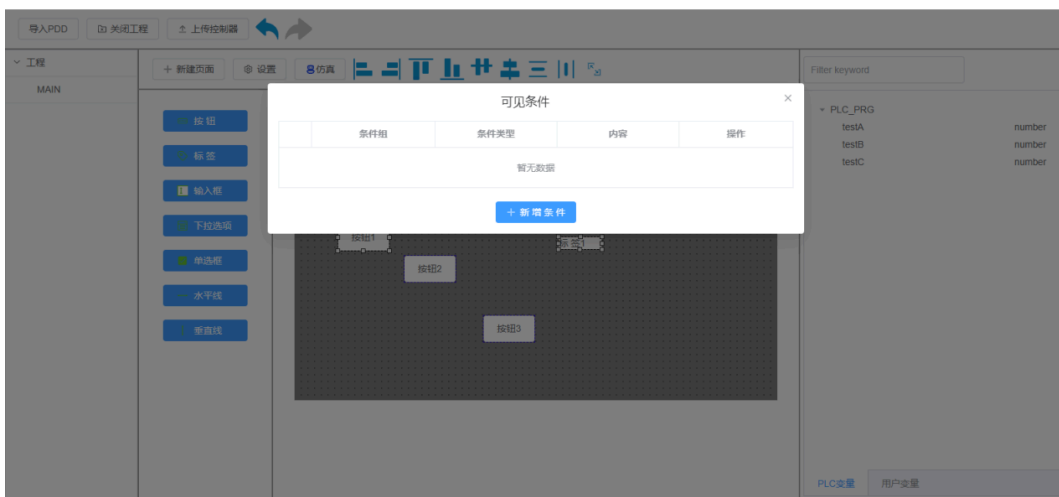 导入PDD 关闭工程 上传控制器
工程
MAIN
新建页面 设置 仿真
按钮
标签
输入框
下拉选项
单选框
水平线
垂直线
可见条件
条件组 条件类型 内容 操作
暂无数据
新增条件
按钮1
标签1
按钮2
按钮3
Filter keyword
PLC_PRG
testA number
testB number
testC number
PLC变量 用户变量